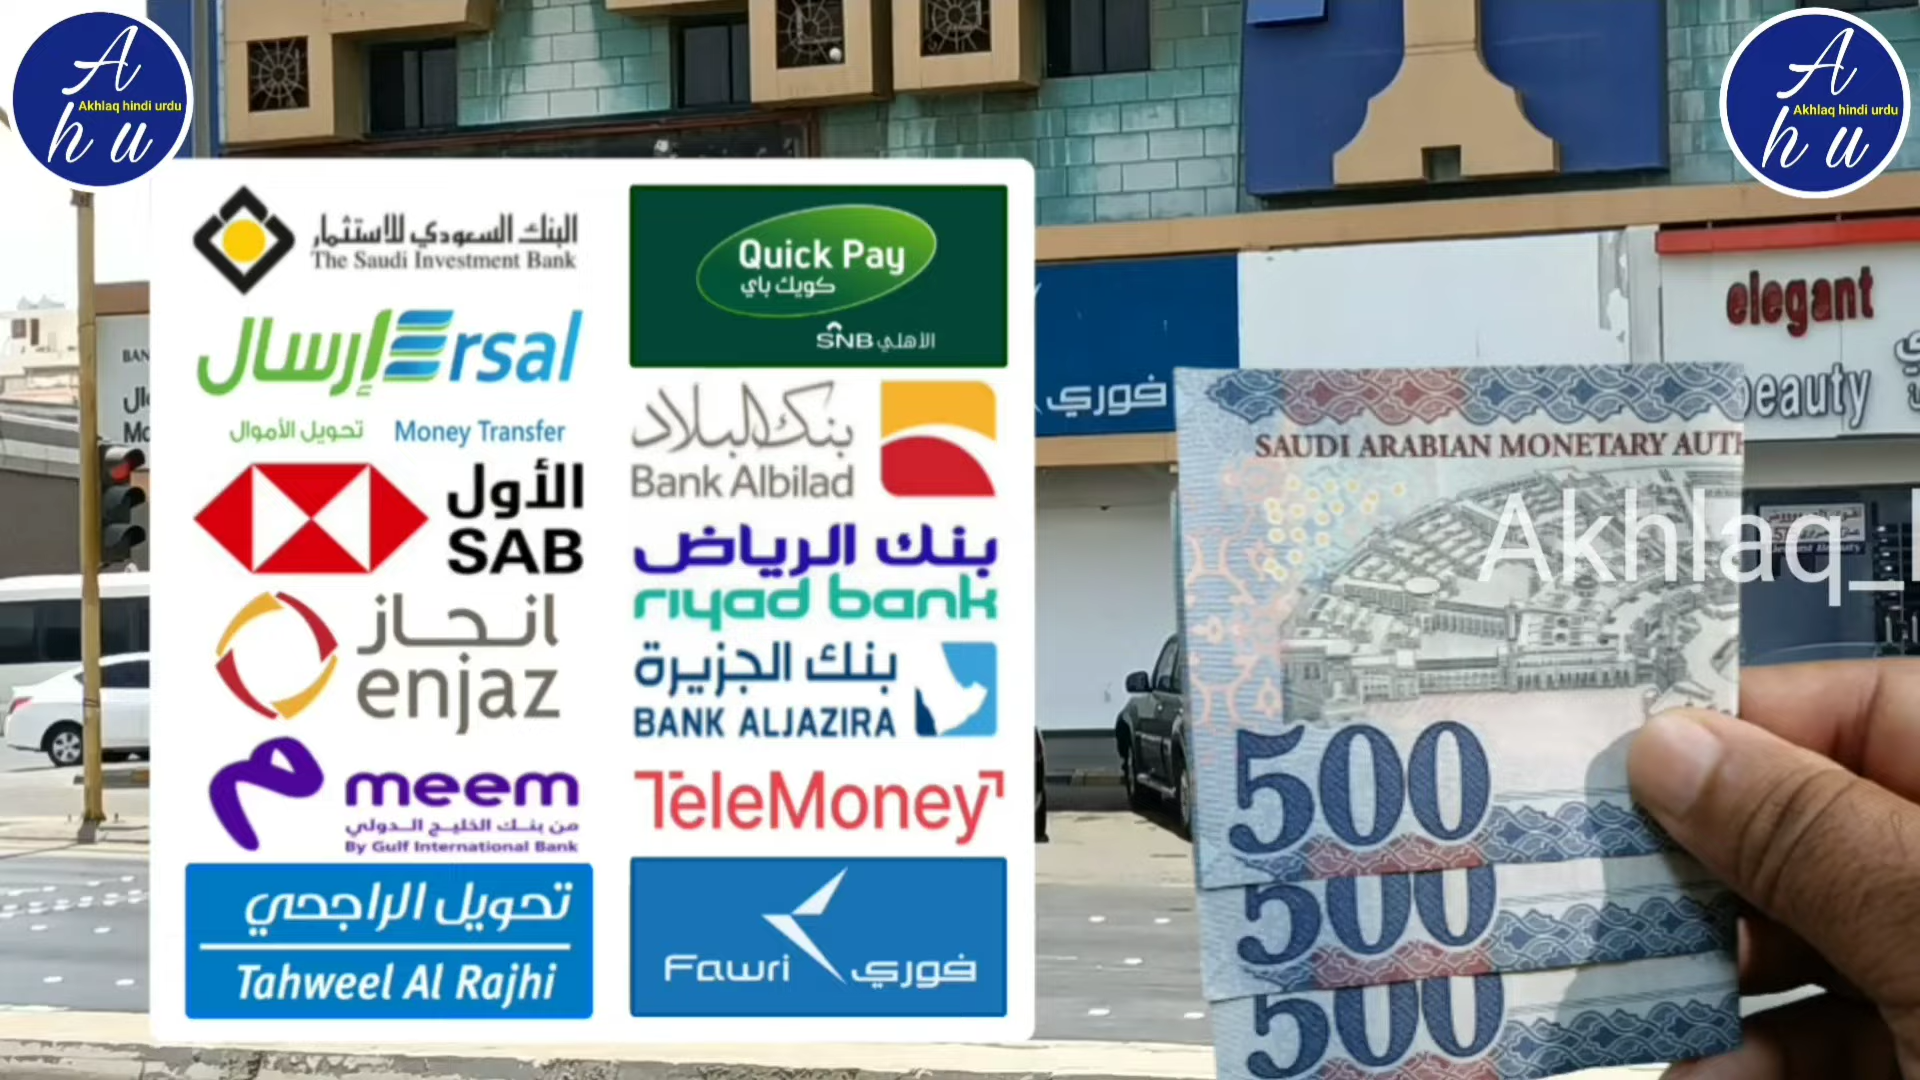 A
Akhlaq hindi urdu
h u
A
Akhlaq hindi urdu
h u
البنك السعودي للاستثمار
The Saudi Investment Bank
إرسال Ersal
تحويل الأموال Money Transfer
الأول
SAB
انجاز
enjaz
meem
من بنك الخليج الدولي
By Gulf International Bank
تحويل الراجحي
Tahweel Al Rajhi
Quick Pay
كويك باي
SNB الأهلي
بنك البلاد
Bank Albilad
بنك الرياض
riyad bank
بنك الجزيرة
BANK ALJAZIRA
TeleMoney
Fawri فوري
BAN
فوري
elegant
beauty
SAUDI ARABIAN MONETARY AUTH
Akhlaq_
500
500
500